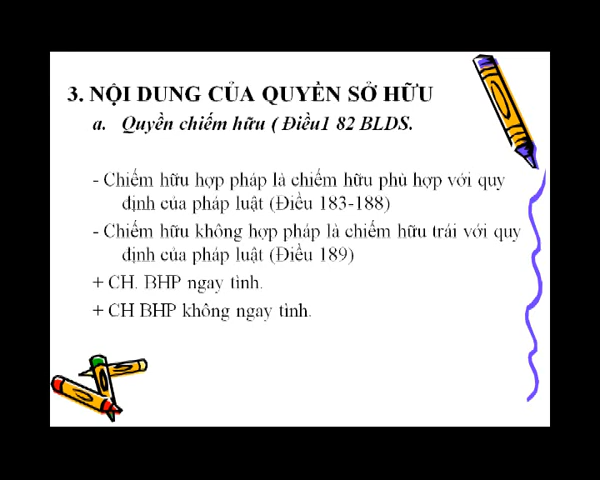 3. NỘI DUNG CỦA QUYỀN SỞ HỮU
a. Quyền chiếm hữu ( Điều1 82 BLDS.
- Chiếm hữu hợp pháp là chiếm hữu phù hợp với quy
định của pháp luật (Điều 183-188)
- Chiếm hữu không hợp pháp là chiếm hữu trái với quy
định của pháp luật (Điều 189)
+ CH. BHP ngay tình.
+ CH BHP không ngay tình.